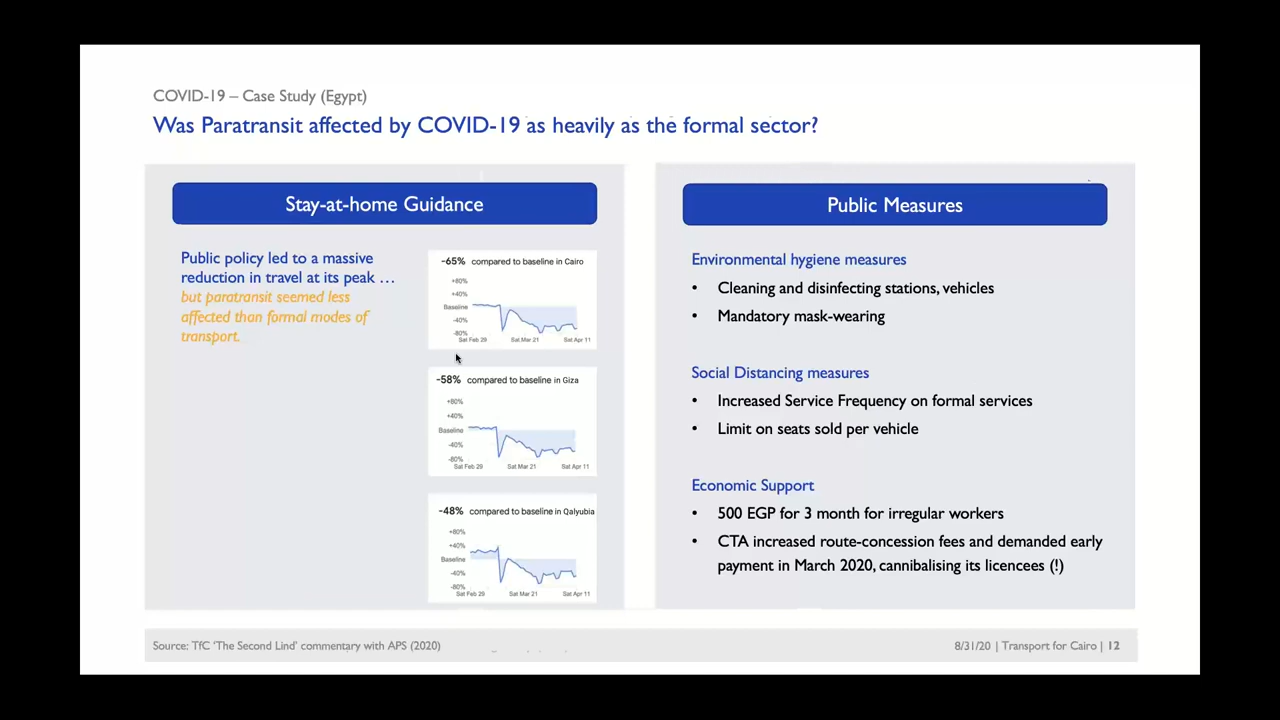 COVID-19 – Case Study (Egypt)
Was Paratransit affected by COVID-19 as heavily as the formal sector?
Stay-at-home Guidance
Public policy led to a massive
reduction in travel at its peak …
but paratransit seemed less
affected than formal modes of
transport.
-65% compared to baseline in Cairo
+80%
+40%
Baseline
-40%
-80%
Sat Feb 29 Sat Mar 21 Sat Apr 11
-58% compared to baseline in Giza
+80%
+40%
Baseline
-40%
-80%
Sat Feb 29 Sat Mar 21 Sat Apr 11
-48% compared to baseline in Qalyubia
+80%
+40%
Baseline
-40%
-80%
Sat Feb 29 Sat Mar 21 Sat Apr 11
Public Measures
Environmental hygiene measures
• Cleaning and disinfecting stations, vehicles
• Mandatory mask-wearing
Social Distancing measures
• Increased Service Frequency on formal services
• Limit on seats sold per vehicle
Economic Support
• 500 EGP for 3 month for irregular workers
• CTA increased route-concession fees and demanded early
payment in March 2020, cannibalising its licencees (!)
Source: TfC ‘The Second Lind’ commentary with APS (2020)
8/31/20 | Transport for Cairo | 12